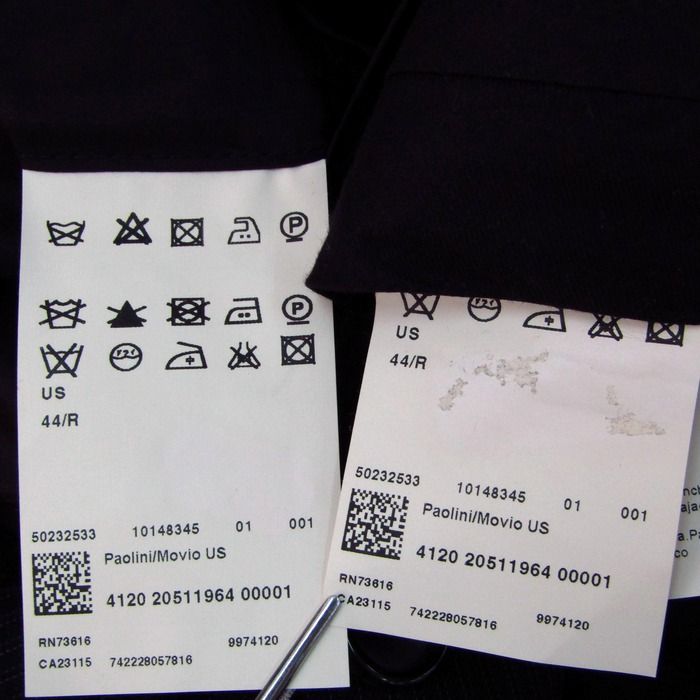 P
P
US
44/R
50232533 10148345 01 001
Paolini/Movio US
4120 20511964 00001
RN73616 9974120
CA23115 742228057816
US
44/R
50232533 10148345 01 001
Paolini/Movio US
4120 20511964 00001
RN73616
CA23115 742228057816 9974120
co